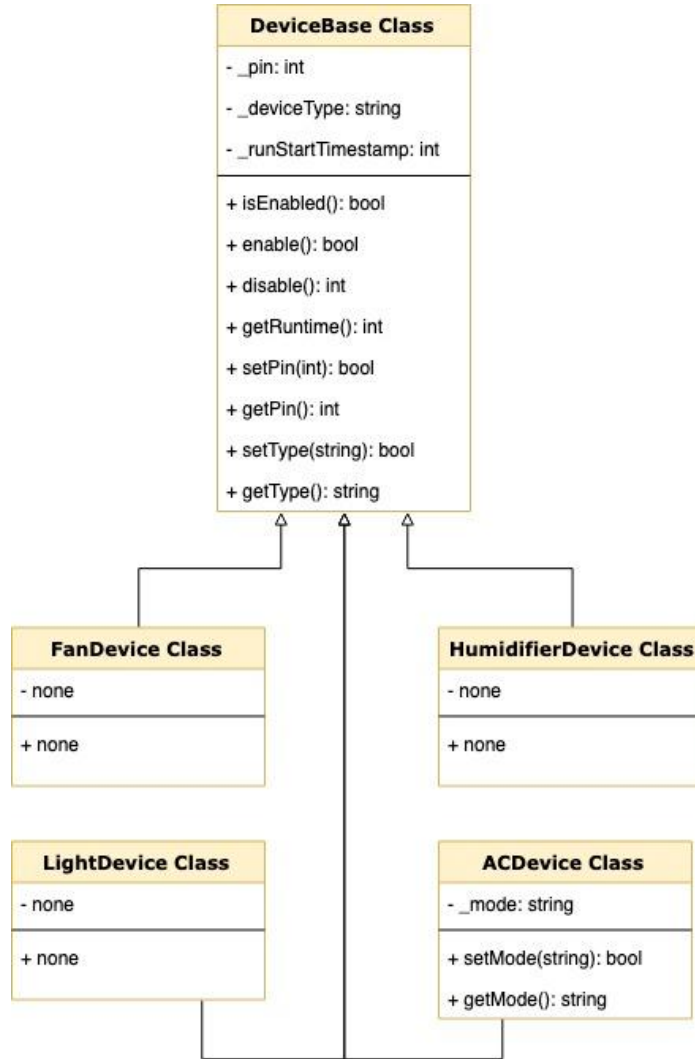 DeviceBase Class
- _pin: int
- _deviceType: string
- _runStartTimestamp: int
+ isEnabled(): bool
+ enable(): bool
+ disable(): int
+ getRuntime(): int
+ setPin(int): bool
+ getPin(): int
+ setType(string): bool
+ getType(): string
FanDevice Class
- none
+ none
HumidifierDevice Class
- none
+ none
LightDevice Class
- none
+ none
ACDevice Class
- _mode: string
+ setMode(string): bool
+ getMode(): string